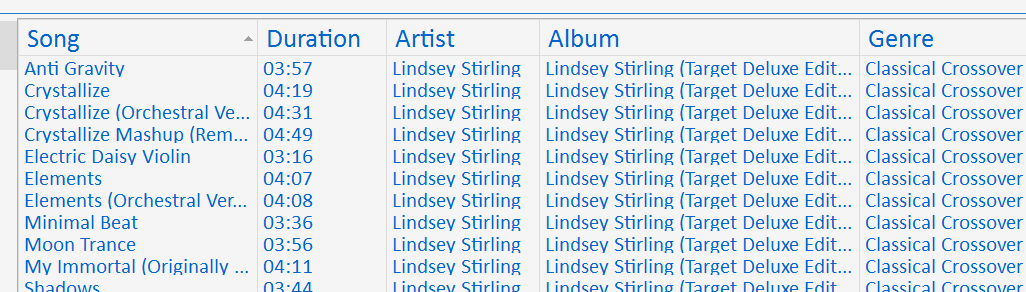 Song Duration Artist Album Genre
Anti Gravity 03:57 Lindsey Stirling Lindsey Stirling (Target Deluxe Edit... Classical Crossover
Crystallize 04:19 Lindsey Stirling Lindsey Stirling (Target Deluxe Edit... Classical Crossover
Crystallize (Orchestral Ve... 04:31 Lindsey Stirling Lindsey Stirling (Target Deluxe Edit... Classical Crossover
Crystallize Mashup (Rem... 04:49 Lindsey Stirling Lindsey Stirling (Target Deluxe Edit... Classical Crossover
Electric Daisy Violin 03:16 Lindsey Stirling Lindsey Stirling (Target Deluxe Edit... Classical Crossover
Elements 04:07 Lindsey Stirling Lindsey Stirling (Target Deluxe Edit... Classical Crossover
Elements (Orchestral Ver... 04:08 Lindsey Stirling Lindsey Stirling (Target Deluxe Edit... Classical Crossover
Minimal Beat 03:36 Lindsey Stirling Lindsey Stirling (Target Deluxe Edit... Classical Crossover
Moon Trance 03:56 Lindsey Stirling Lindsey Stirling (Target Deluxe Edit... Classical Crossover
My Immortal (Originally ... 04:11 Lindsey Stirling Lindsey Stirling (Target Deluxe Edit... Classical Crossover
Shadows 03:44 Lindsey Stirling Lindsey Stirling (Target Deluxe Edit... Classical Crossover